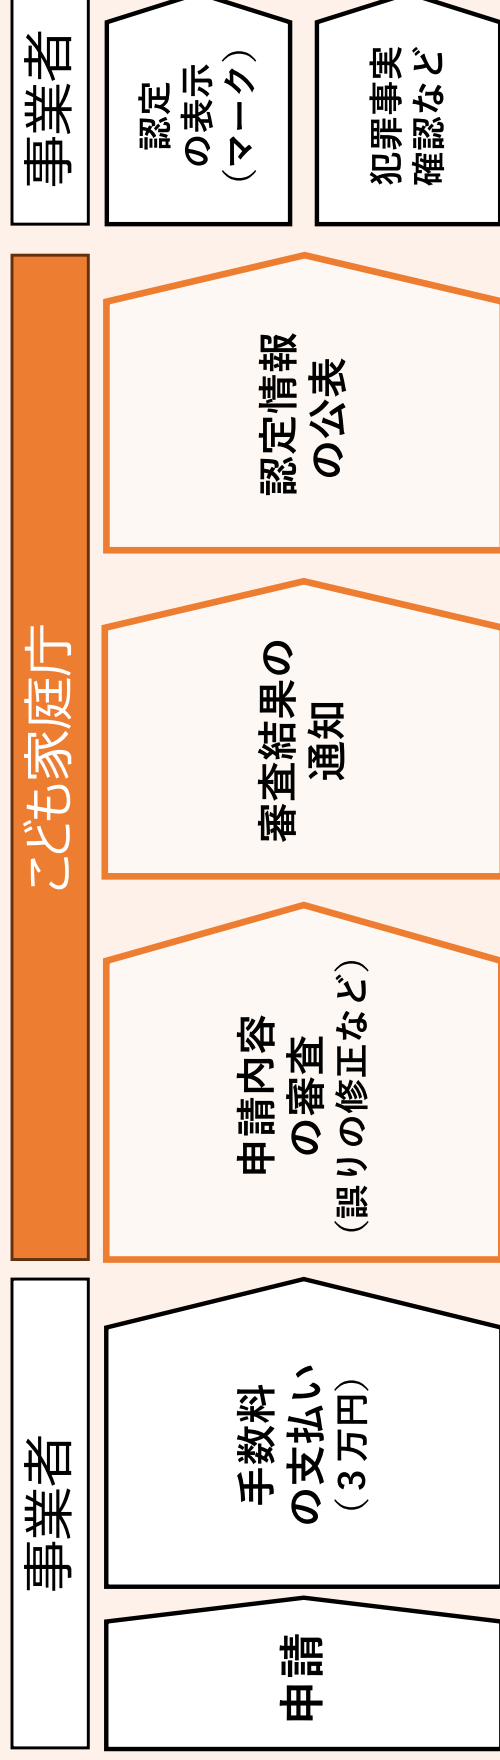 事業者
申請
手数料
の支払い
（３万円）
こども家庭庁
申請内容
の審査
（誤りの修正など）
審査結果の
通知
認定情報
の公表
事業者
認定
の表示
（マーク）
犯罪事実
確認など